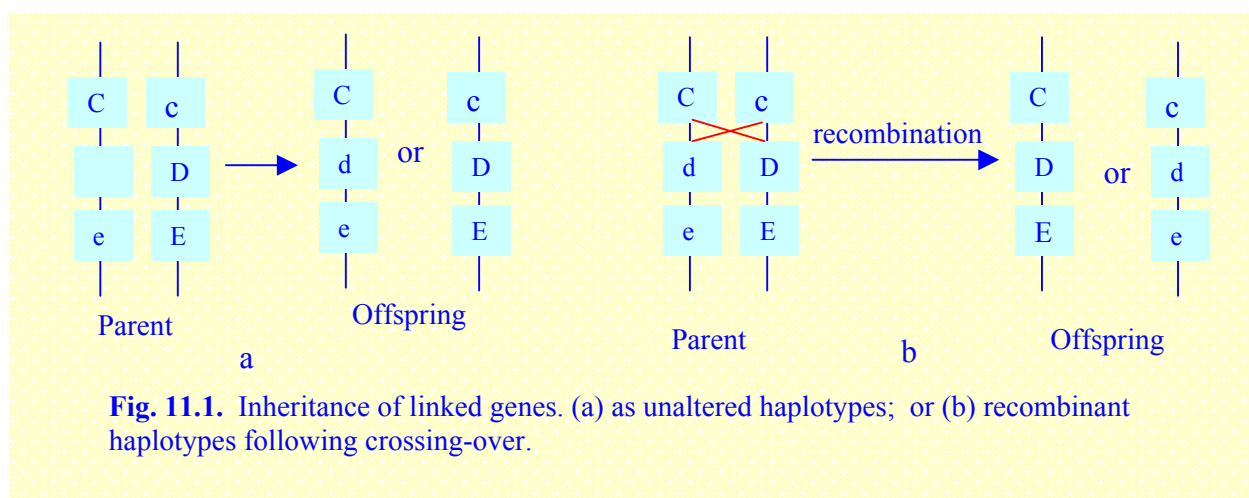 C c C c C c C c
d or D D d D recombination D or d
e E e E e E E e
Parent Offspring Parent Offspring
a b
Fig. 11.1. Inheritance of linked genes. (a) as unaltered haplotypes; or (b) recombinant
haplotypes following crossing-over.